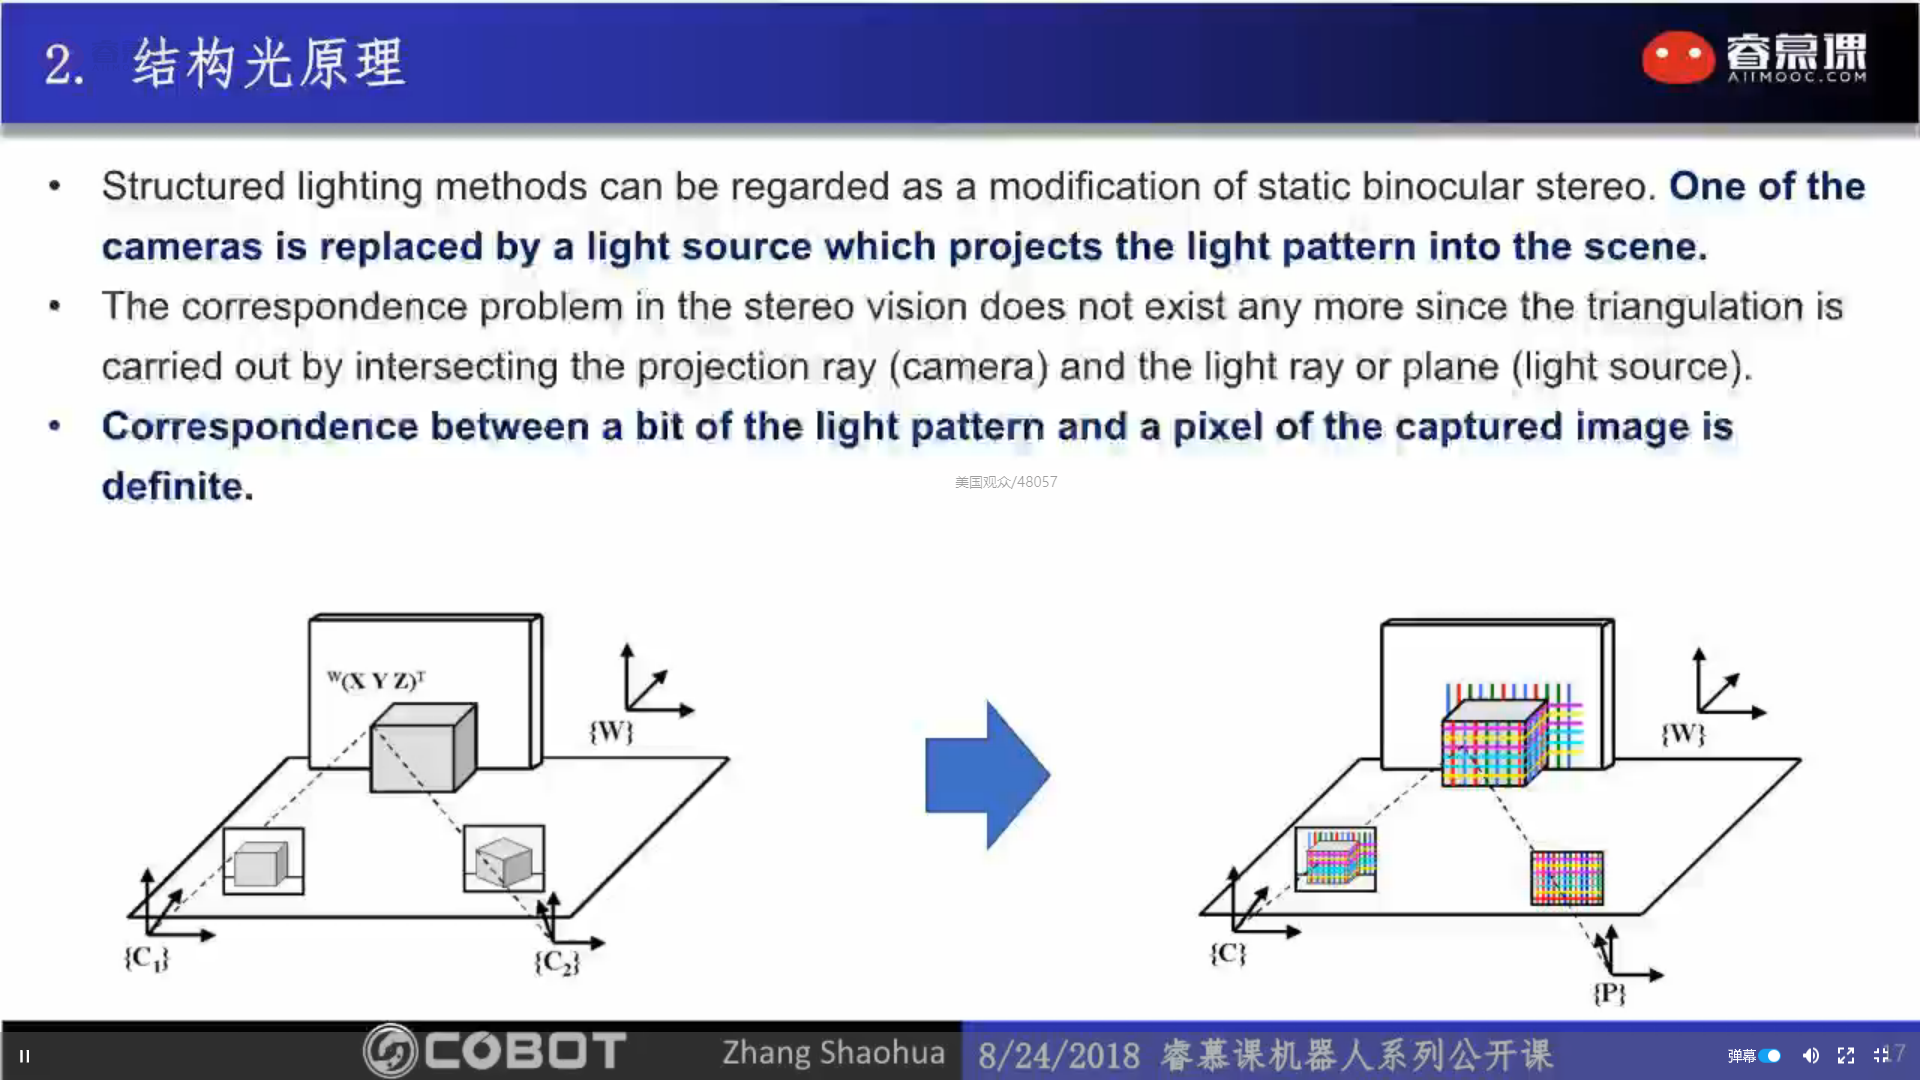 2. 结构光原理
睿慕课
AIIMOOC.COM
• Structured lighting methods can be regarded as a modification of static binocular stereo. One of the
cameras is replaced by a light source which projects the light pattern into the scene.
• The correspondence problem in the stereo vision does not exist any more since the triangulation is
carried out by intersecting the projection ray (camera) and the light ray or plane (light source).
• Correspondence between a bit of the light pattern and a pixel of the captured image is
definite.
美国观众/48057
W(X Y Z)T
{W}
{W}
{C1}
{C2}
{C}
{P}
COBOT
Zhang Shaohua
8/24/2018 睿慕课机器人系列公开课
弹幕
17